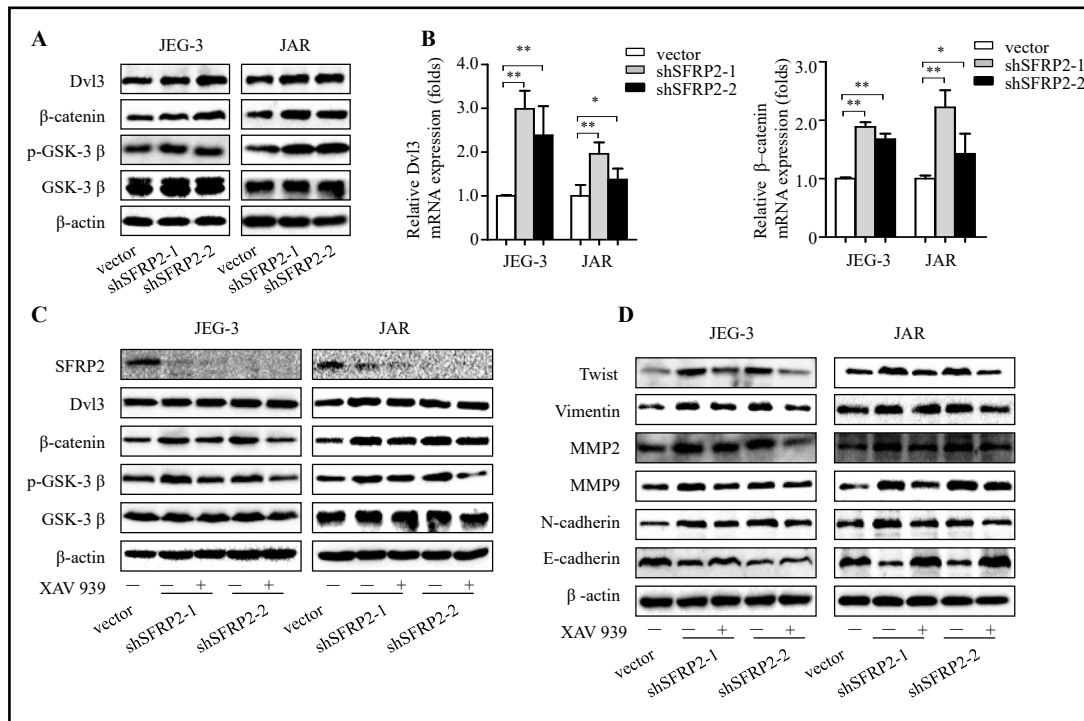 A
JEG-3 JAR
Dvl3
β-catenin
p-GSK-3 β
GSK-3 β
β-actin
vector shSFRP2-1 shSFRP2-2 vector shSFRP2-1 shSFRP2-2
B
vector
shSFRP2-1
shSFRP2-2
Relative Dvl3
mRNA expression (folds)
4.0
3.0
2.0
1.0
0
** ** * **
JEG-3 JAR
vector
shSFRP2-1
shSFRP2-2
Relative β–catenin
mRNA expression (folds)
3.0
2.0
1.0
0
** ** * **
JEG-3 JAR
C
JEG-3 JAR
SFRP2
Dvl3
β-catenin
p-GSK-3 β
GSK-3 β
β-actin
XAV 939 — — + — + — — + — +
vector shSFRP2-1 shSFRP2-2 vector shSFRP2-1 shSFRP2-2
D
JEG-3 JAR
Twist
Vimentin
MMP2
MMP9
N-cadherin
E-cadherin
β -actin
XAV 939 — — + — + — — + — +
vector shSFRP2-1 shSFRP2-2 vector shSFRP2-1 shSFRP2-2